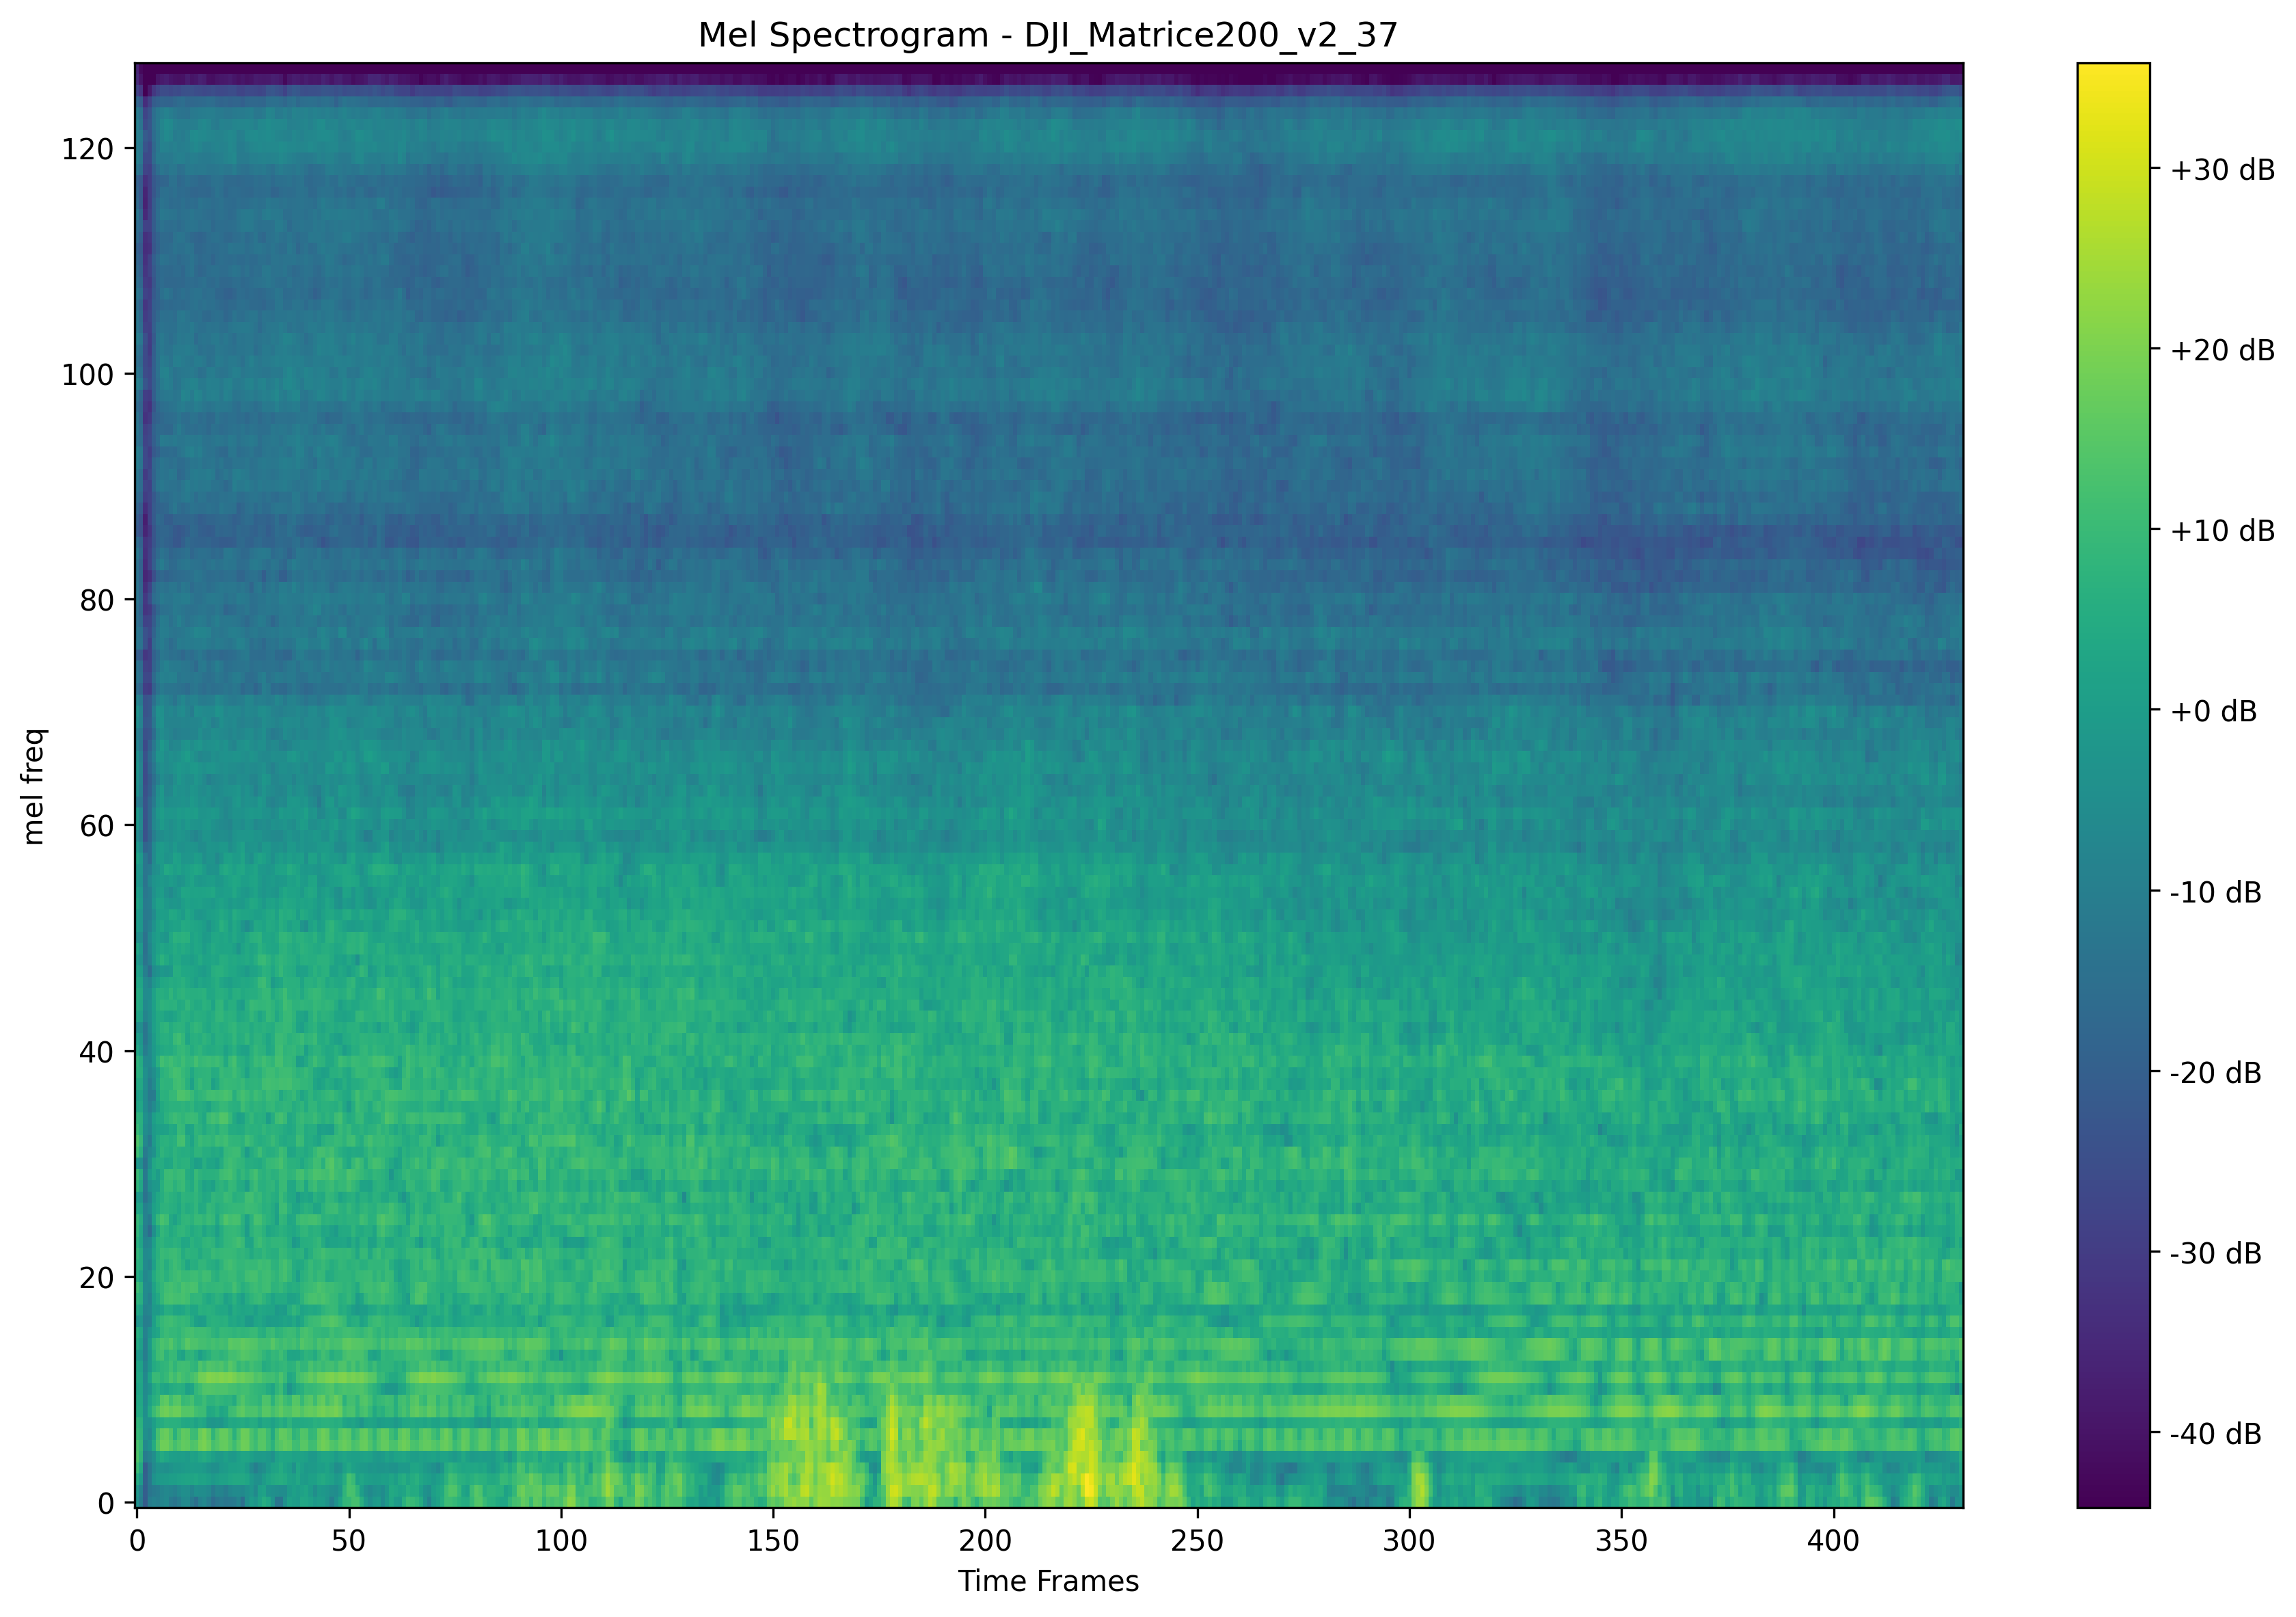 Mel Spectrogram - DJI_Matrice200_v2_37
mel freq
120
100
80
60
40
20
0
0 50 100 150 200 250 300 350 400
Time Frames
+30 dB
+20 dB
+10 dB
+0 dB
-10 dB
-20 dB
-30 dB
-40 dB